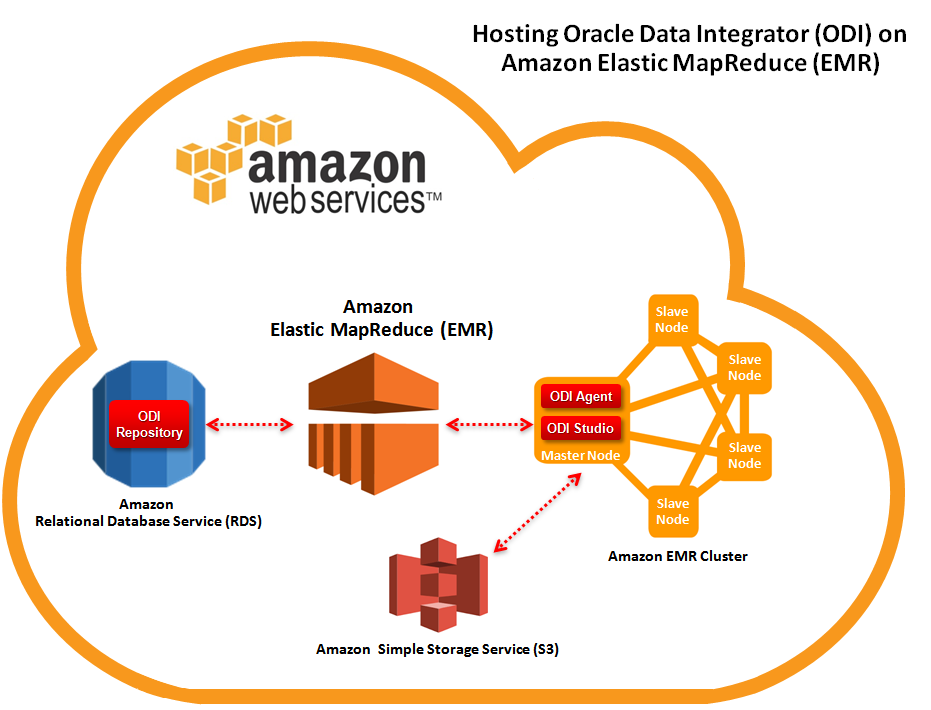 Hosting Oracle Data Integrator (ODI) on
Amazon Elastic MapReduce (EMR)
amazon
web services™
Amazon
Elastic MapReduce (EMR)
Slave
Node
Slave
Node
ODI Agent
ODI Studio
Master Node
Slave
Node
Slave
Node
Amazon EMR Cluster
ODI
Repository
Amazon
Relational Database Service (RDS)
Amazon Simple Storage Service (S3)